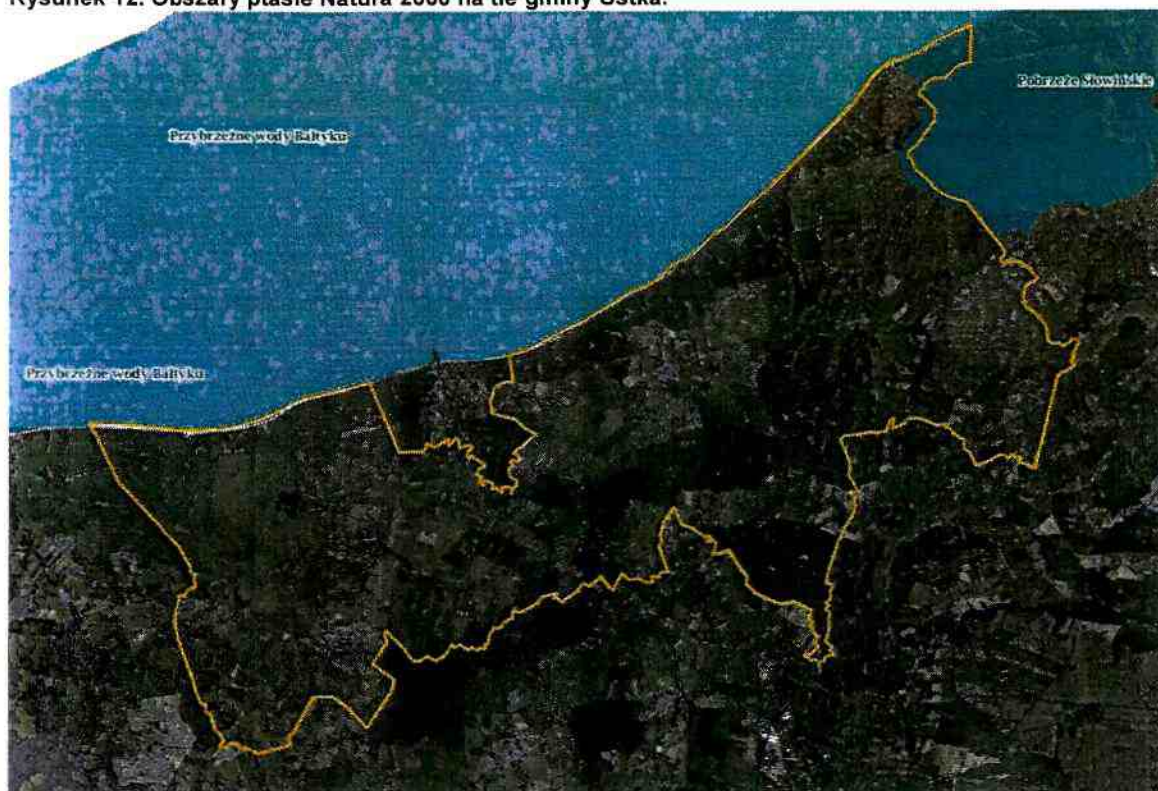 Rysunek 12. Obszary ptasie Natura 2000 na tle gminy Ustka.
Pobrzeże Słowińskie
Przybrzeżne wody Bałtyku
Przybrzeżne wody Bałtyku